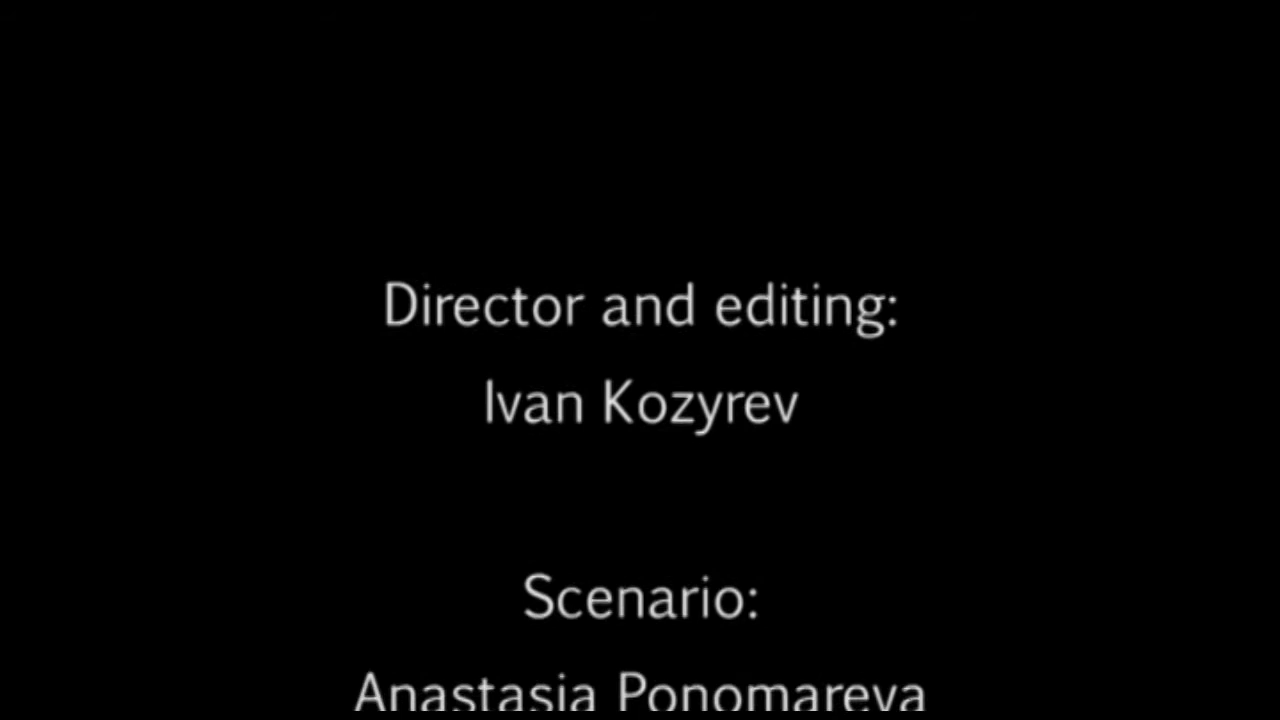 Director and editing:
Ivan Kozyrev
Scenario:
Anastasia Ponomareva